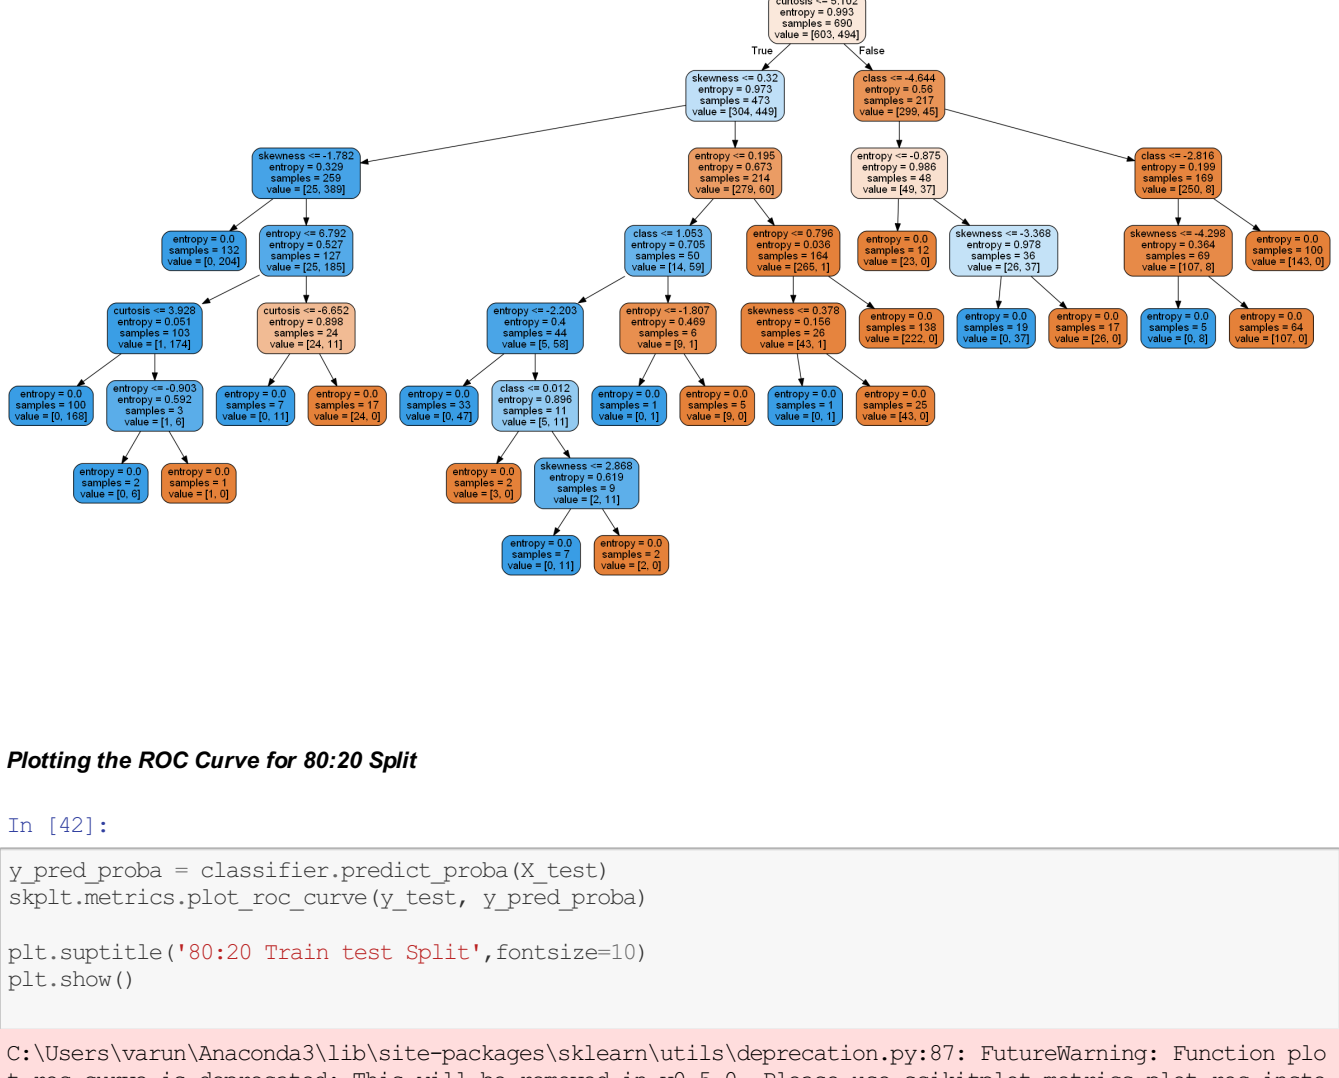 curtosis <= 5.102
entropy = 0.993
samples = 690
value = [603, 494]
True
False
skewness <= 0.32
entropy = 0.973
samples = 473
value = [304, 449]
class <= -4.644
entropy = 0.56
samples = 217
value = [299, 45]
skewness <= -1.782
entropy = 0.329
samples = 259
value = [25, 389]
entropy <= 0.195
entropy = 0.673
samples = 214
value = [279, 60]
entropy <= -0.875
entropy = 0.986
samples = 48
value = [49, 37]
class <= -2.816
entropy = 0.199
samples = 169
value = [250, 8]
entropy = 0.0
samples = 132
value = [0, 204]
entropy <= 6.792
entropy = 0.527
samples = 127
value = [25, 185]
class <= 1.053
entropy = 0.705
samples = 50
value = [14, 59]
entropy <= 0.796
entropy = 0.036
samples = 164
value = [265, 1]
entropy = 0.0
samples = 12
value = [23, 0]
skewness <= -3.368
entropy = 0.978
samples = 36
value = [26, 37]
skewness <= -4.298
entropy = 0.364
samples = 69
value = [107, 8]
entropy = 0.0
samples = 100
value = [143, 0]
curtosis <= 3.928
entropy = 0.051
samples = 103
value = [1, 174]
curtosis <= -6.652
entropy = 0.898
samples = 24
value = [24, 11]
entropy <= -2.203
entropy = 0.4
samples = 44
value = [5, 58]
entropy <= -1.807
entropy = 0.469
samples = 6
value = [9, 1]
skewness <= 0.378
entropy = 0.156
samples = 26
value = [43, 1]
entropy = 0.0
samples = 138
value = [222, 0]
entropy = 0.0
samples = 19
value = [0, 37]
entropy = 0.0
samples = 17
value = [26, 0]
entropy = 0.0
samples = 5
value = [0, 8]
entropy = 0.0
samples = 64
value = [107, 0]
entropy = 0.0
samples = 100
value = [0, 168]
entropy <= -0.903
entropy = 0.592
samples = 3
value = [1, 6]
entropy = 0.0
samples = 7
value = [0, 11]
entropy = 0.0
samples = 17
value = [24, 0]
entropy = 0.0
samples = 33
value = [0, 47]
class <= 0.012
entropy = 0.896
samples = 11
value = [5, 11]
entropy = 0.0
samples = 1
value = [0, 1]
entropy = 0.0
samples = 5
value = [9, 0]
entropy = 0.0
samples = 1
value = [0, 1]
entropy = 0.0
samples = 25
value = [43, 0]
entropy = 0.0
samples = 2
value = [0, 6]
entropy = 0.0
samples = 1
value = [1, 0]
entropy = 0.0
samples = 2
value = [3, 0]
skewness <= 2.868
entropy = 0.619
samples = 9
value = [2, 11]
entropy = 0.0
samples = 7
value = [0, 11]
entropy = 0.0
samples = 2
value = [2, 0]
Plotting the ROC Curve for 80:20 Split
In [42]:
y_pred_proba = classifier.predict_proba(X_test)
skplt.metrics.plot_roc_curve(y_test, y_pred_proba)
plt.suptitle('80:20 Train test Split',fontsize=10)
plt.show()
C:\Users\varun\Anaconda3\lib\site-packages\sklearn\utils\deprecation.py:87: FutureWarning: Function plo
t_roc_curve is deprecated; This will be removed in v0.5.0. Please use scikitplot.metrics.plot_roc inste